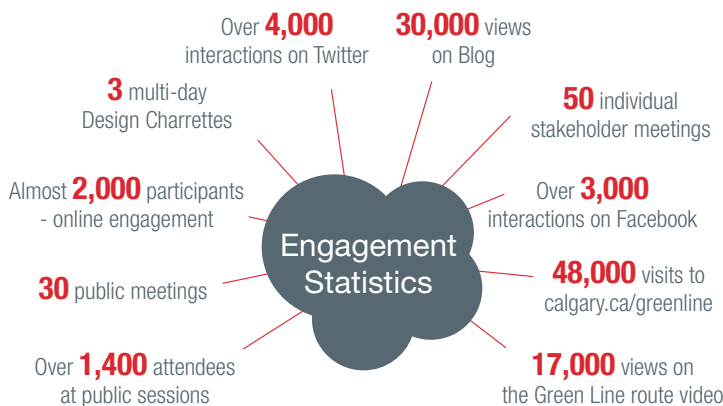 Over 4,000
interactions on Twitter
30,000 views
on Blog
3 multi-day
Design Charrettes
50 individual
stakeholder meetings
Almost 2,000 participants
- online engagement
Over 3,000
interactions on Facebook
Engagement
Statistics
30 public meetings
48,000 visits to
calgary.ca/greenline
Over 1,400 attendees
at public sessions
17,000 views on
the Green Line route video